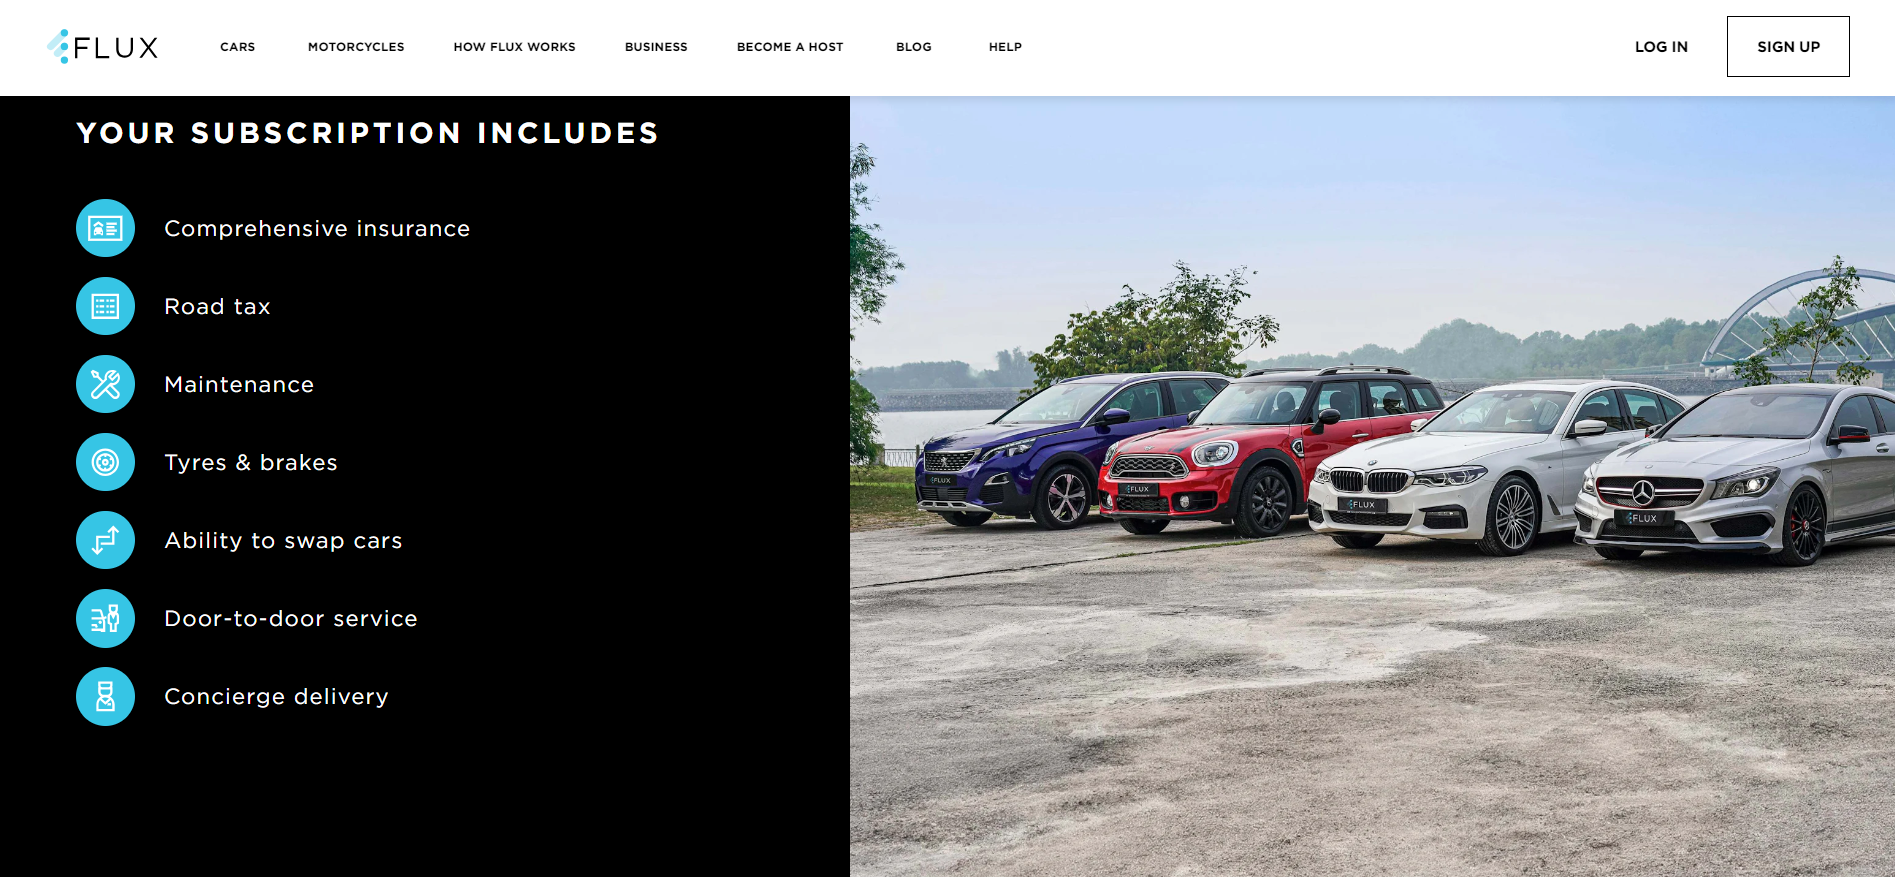 FLUX
CARS
MOTORCYCLES
HOW FLUX WORKS
BUSINESS
BECOME A HOST
BLOG
HELP
LOG IN
SIGN UP
YOUR SUBSCRIPTION INCLUDES
Comprehensive insurance
Road tax
Maintenance
Tyres & brakes
Ability to swap cars
Door-to-door service
Concierge delivery
FLUX
FLUX
FLUX
FLUX